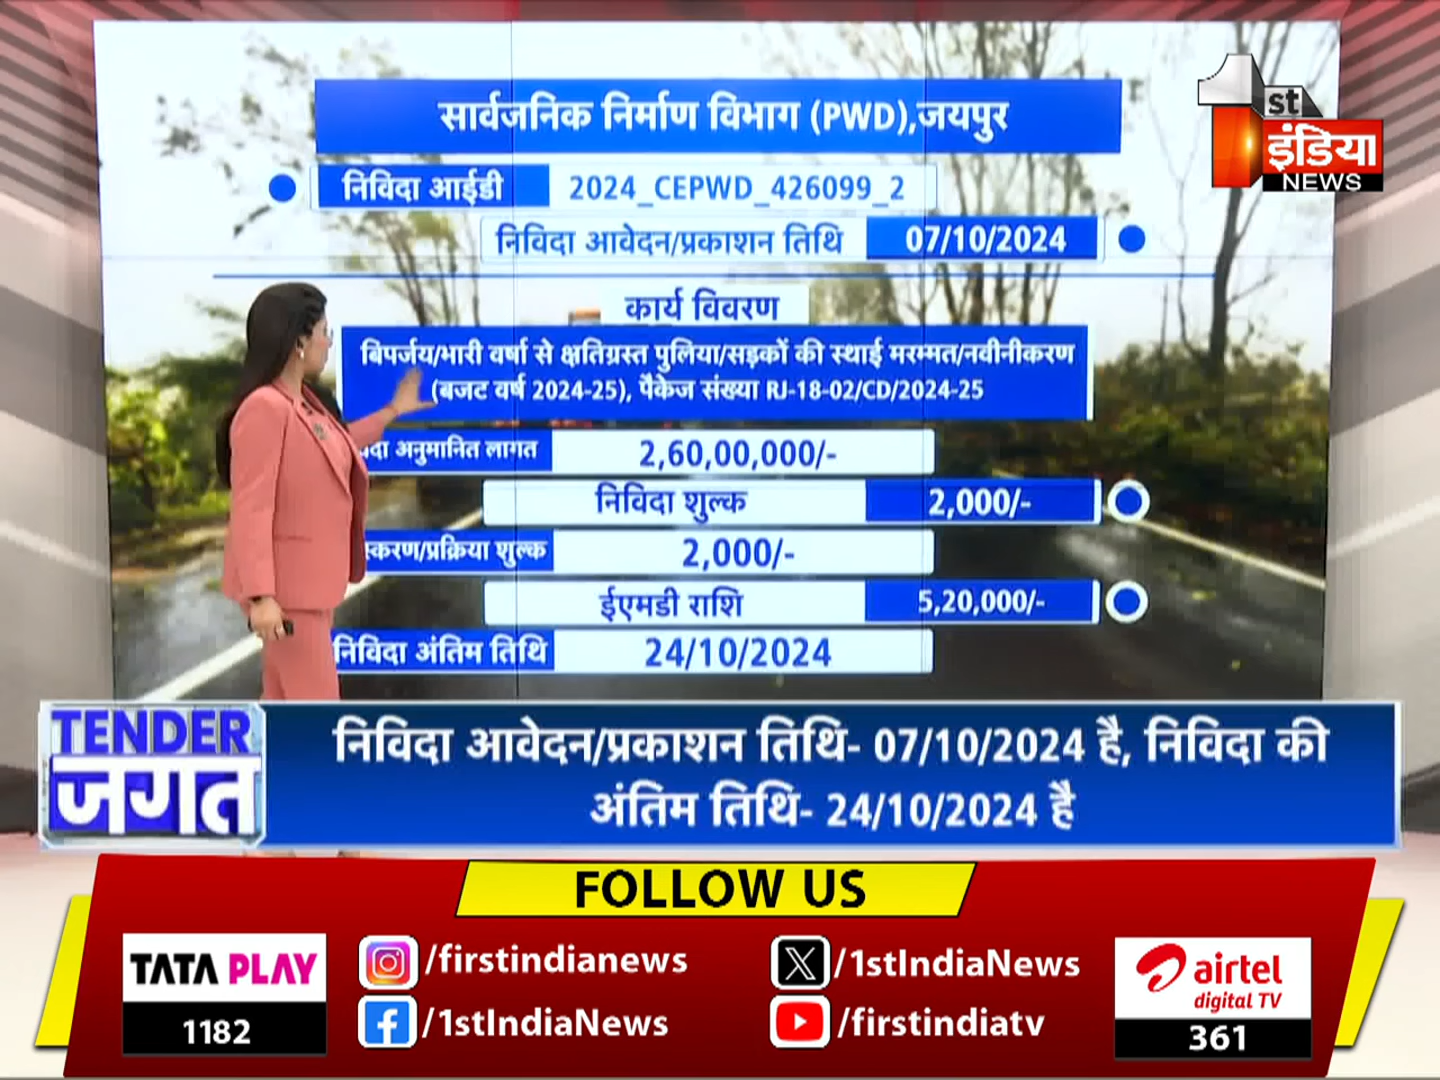 सार्वजनिक निर्माण विभाग (PWD),जयपुर
1st
इंडिया
NEWS
निविदा आईडी 2024_CEPWD_426099_2
निविदा आवेदन/प्रकाशन तिथि 07/10/2024
कार्य विवरण
बिपर्जय/भारी वर्षा से क्षतिग्रस्त पुलिया/सड़कों की स्थाई मरम्मत/नवीनीकरण
(बजट वर्ष 2024-25), पैकेज संख्या RJ-18-02/CD/2024-25
अनुमानित लागत 2,60,00,000/-
निविदा शुल्क 2,000/-
/प्रक्रिया शुल्क 2,000/-
ईएमडी राशि 5,20,000/-
निविदा अंतिम तिथि 24/10/2024
TENDER
जगत
निविदा आवेदन/प्रकाशन तिथि- 07/10/2024 है, निविदा की
अंतिम तिथि- 24/10/2024 है
FOLLOW US
TATA PLAY
1182
/firstindianews
/1stIndiaNews
/1stIndiaNews
/firstindiatv
airtel
digital TV
361